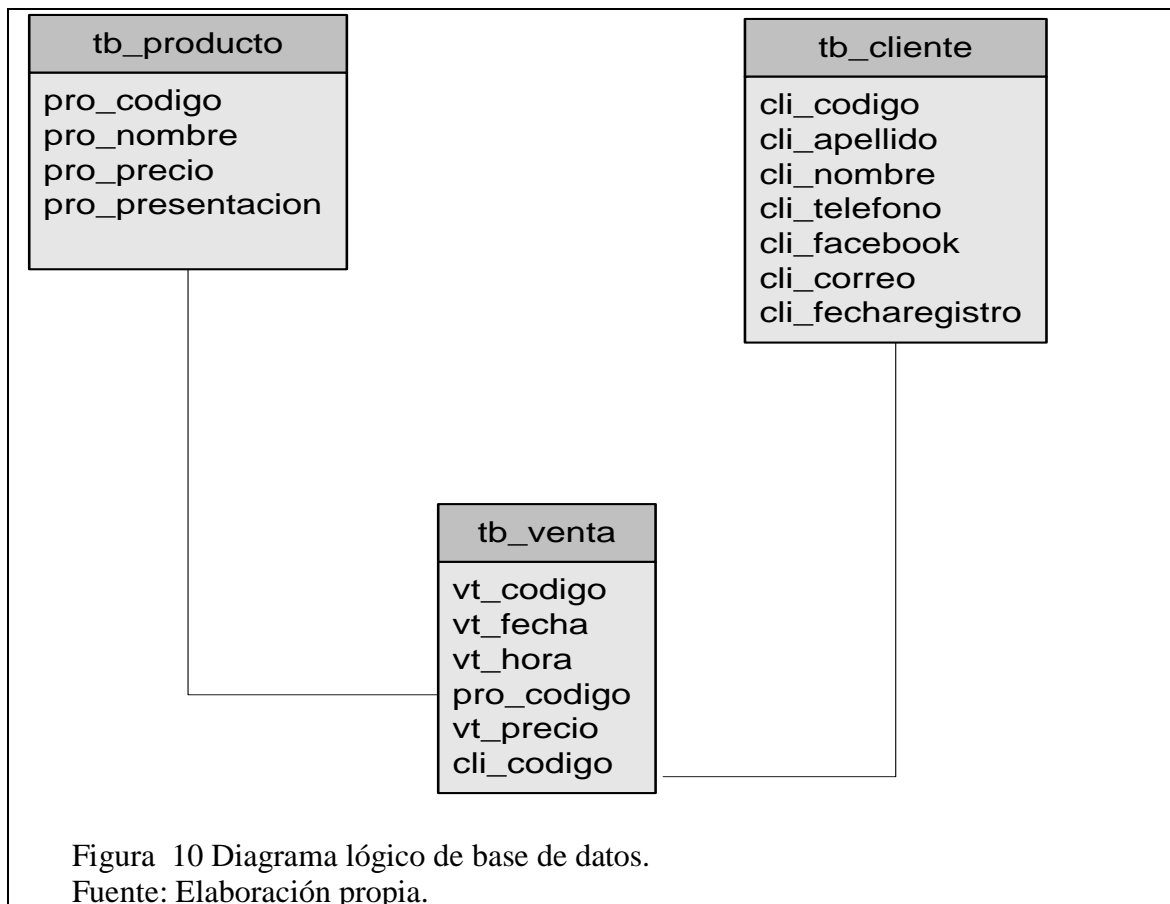 tb_producto
pro_codigo
pro_nombre
pro_precio
pro_presentacion
tb_cliente
cli_codigo
cli_apellido
cli_nombre
cli_telefono
cli_facebook
cli_correo
cli_fecharegistro
tb_venta
vt_codigo
vt_fecha
vt_hora
pro_codigo
vt_precio
cli_codigo
Figura 10 Diagrama lógico de base de datos.
Fuente: Elaboración propia.